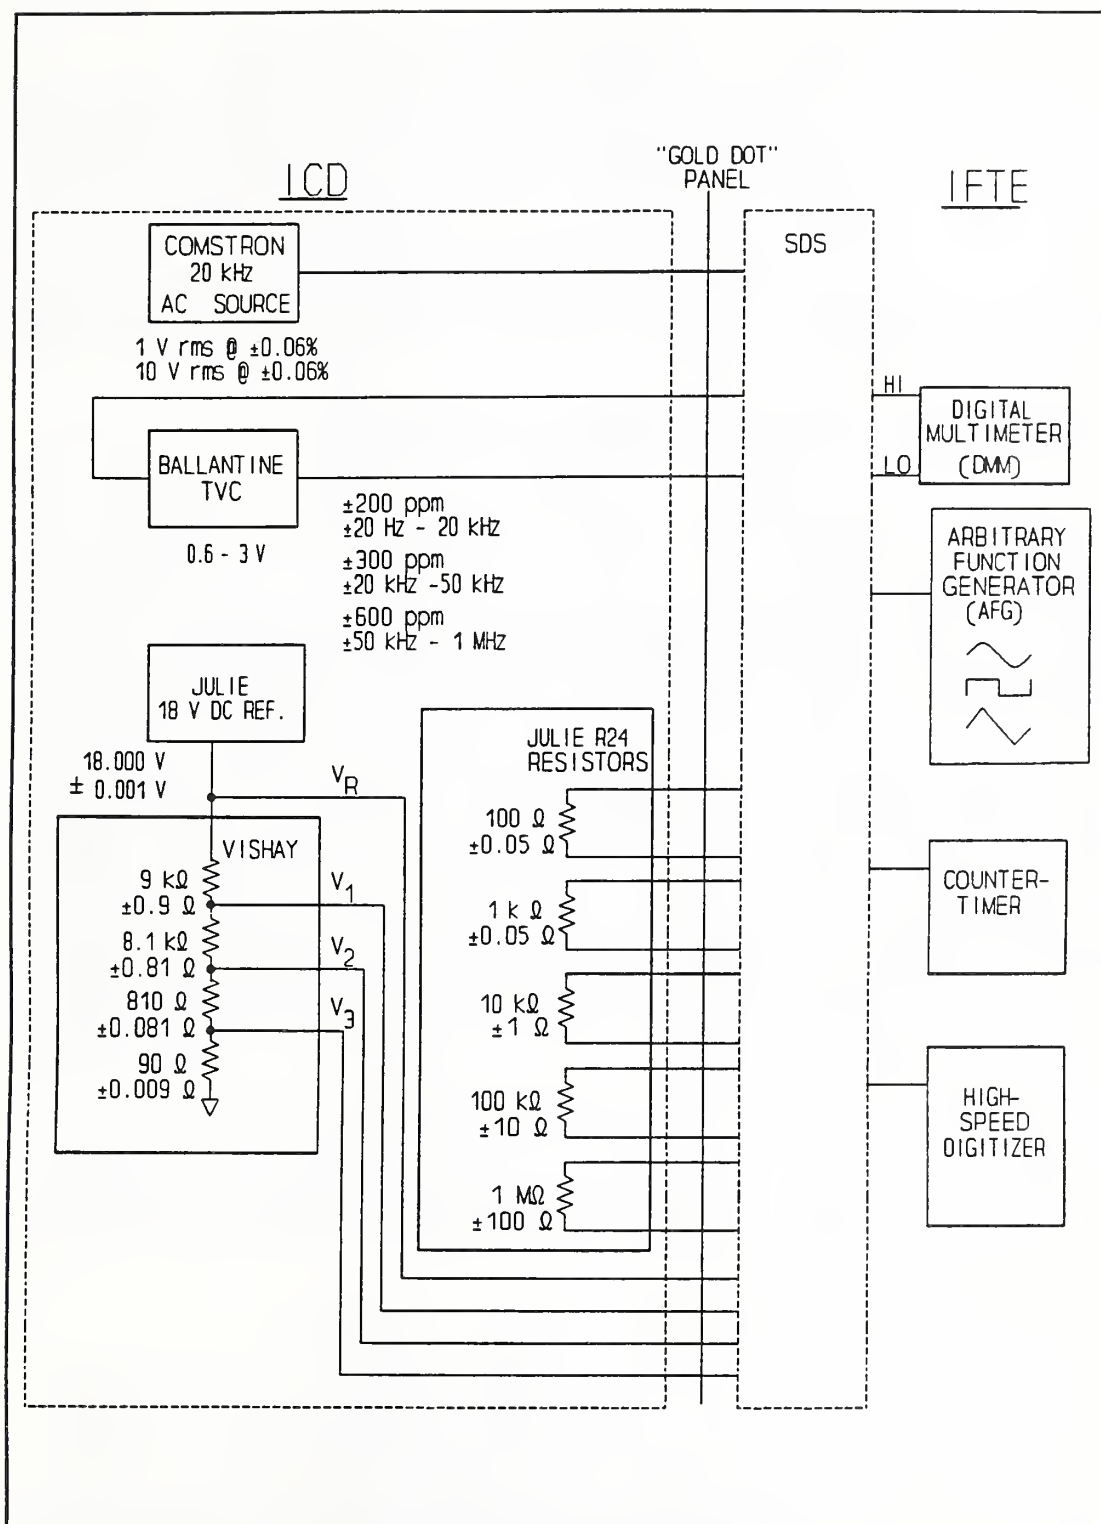 "GOLD DOT"
PANEL
ICD
IFTE
COMSTRON
20 kHz
AC SOURCE
1 V rms @ ±0.06%
10 V rms @ ±0.06%
SDS
BALLANTINE
TVC
0.6 - 3 V
±200 ppm
±20 Hz - 20 kHz
±300 ppm
±20 kHz -50 kHz
±600 ppm
±50 kHz - 1 MHz
HI
LO
DIGITAL
MULTIMETER
(DMM)
ARBITRARY
FUNCTION
GENERATOR
(AFG)
JULIE
18 V DC REF.
18.000 V
± 0.001 V
VR
VISHAY
9 kΩ
±0.9 Ω
V1
8.1 kΩ
±0.81 Ω
V2
810 Ω
±0.081 Ω
V3
90 Ω
±0.009 Ω
JULIE R24
RESISTORS
100 Ω
±0.05 Ω
1 k Ω
±0.05 Ω
10 kΩ
±1 Ω
100 kΩ
±10 Ω
1 MΩ
±100 Ω
COUNTER-
TIMER
HIGH-
SPEED
DIGITIZER